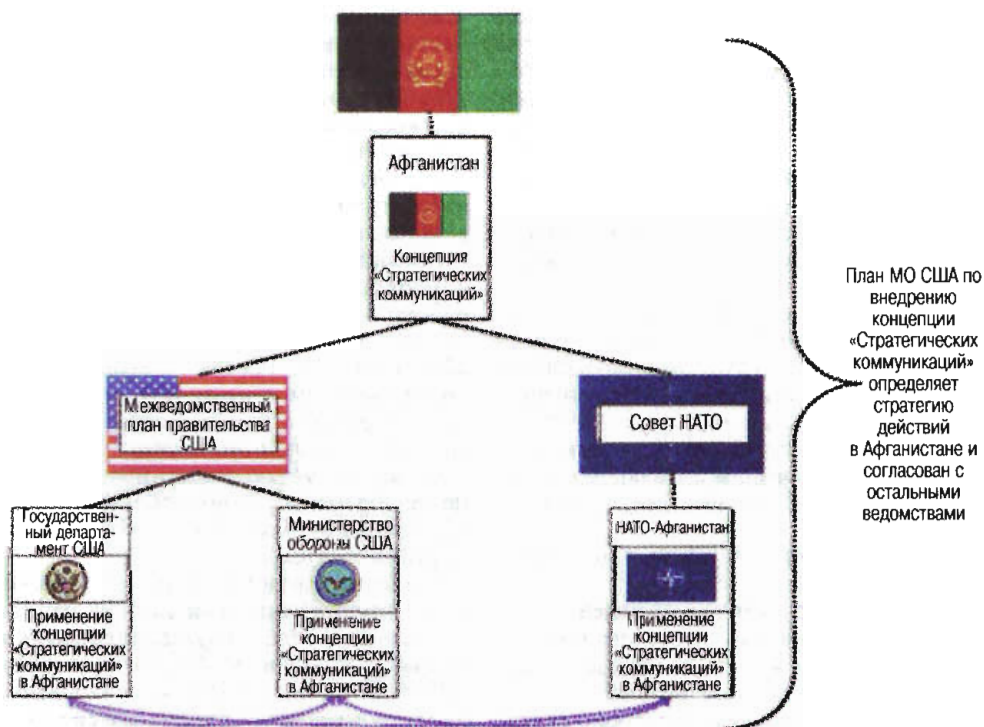 Афганистан
Концепция
«Стратегических
коммуникаций»
Межведомственный
план правительства
США
Совет НАТО
Государствен-
ный департа-
мент США
Применение
концепции
«Стратегических
коммуникаций»
в Афганистане
Министерство
обороны США
Применение
концепции
«Стратегических
коммуникаций»
в Афганистане
НАТО-Афганистан
Применение
концепции
«Стратегических
коммуникаций»
в Афганистане
План МО США по
внедрению
концепции
«Стратегических
коммуникаций»
определяет
стратегию
действий
в Афганистане и
согласован с
остальными
ведомствами